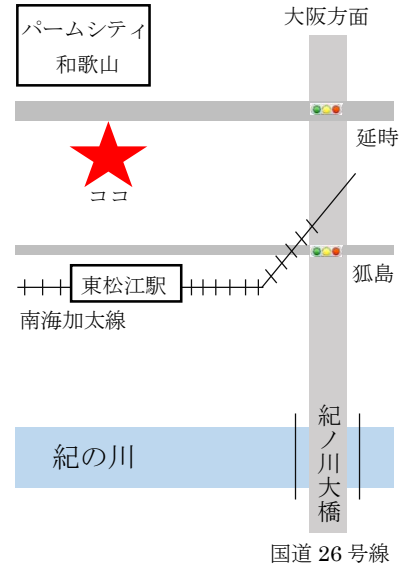 パームシティ
和歌山
大阪方面
延時
ココ
狐島
東松江駅
南海加太線
紀の川
紀ノ川大橋
国道 26 号線